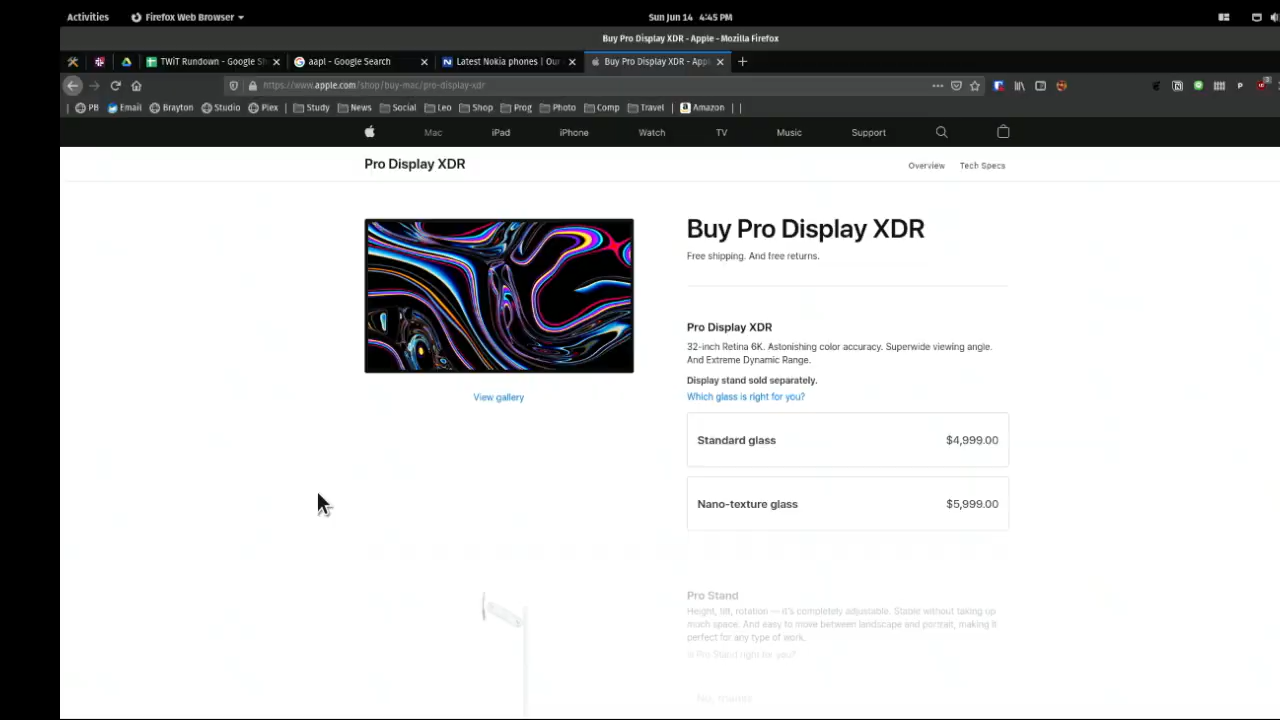 Activities
Firefox Web Browser
Sun Jun 14 4:45 PM
Buy Pro Display XDR - Apple - Mozilla Firefox
TWiT Rundown - Google Sh
aapl - Google Search
Latest Nokia phones | Our
Buy Pro Display XDR - Appl
https://www.apple.com/shop/buy-mac/pro-display-xdr
PB
Email
Brayton
Studio
Plex
Study
News
Social
Leo
Shop
Prog
Photo
Comp
Travel
Amazon
Mac
iPad
iPhone
Watch
TV
Music
Support
Pro Display XDR
Overview
Tech Specs
Buy Pro Display XDR
Free shipping. And free returns.
Pro Display XDR
32-inch Retina 6K. Astonishing color accuracy. Superwide viewing angle.
And Extreme Dynamic Range.
Display stand sold separately.
Which glass is right for you?
View gallery
Standard glass $4,999.00
Nano-texture glass $5,999.00
Pro Stand
Height, tilt, rotation — it's completely adjustable. Stable without taking up
much space. And easy to move between landscape and portrait, making it
perfect for any type of work.
Is Pro Stand right for you?
No, thanks